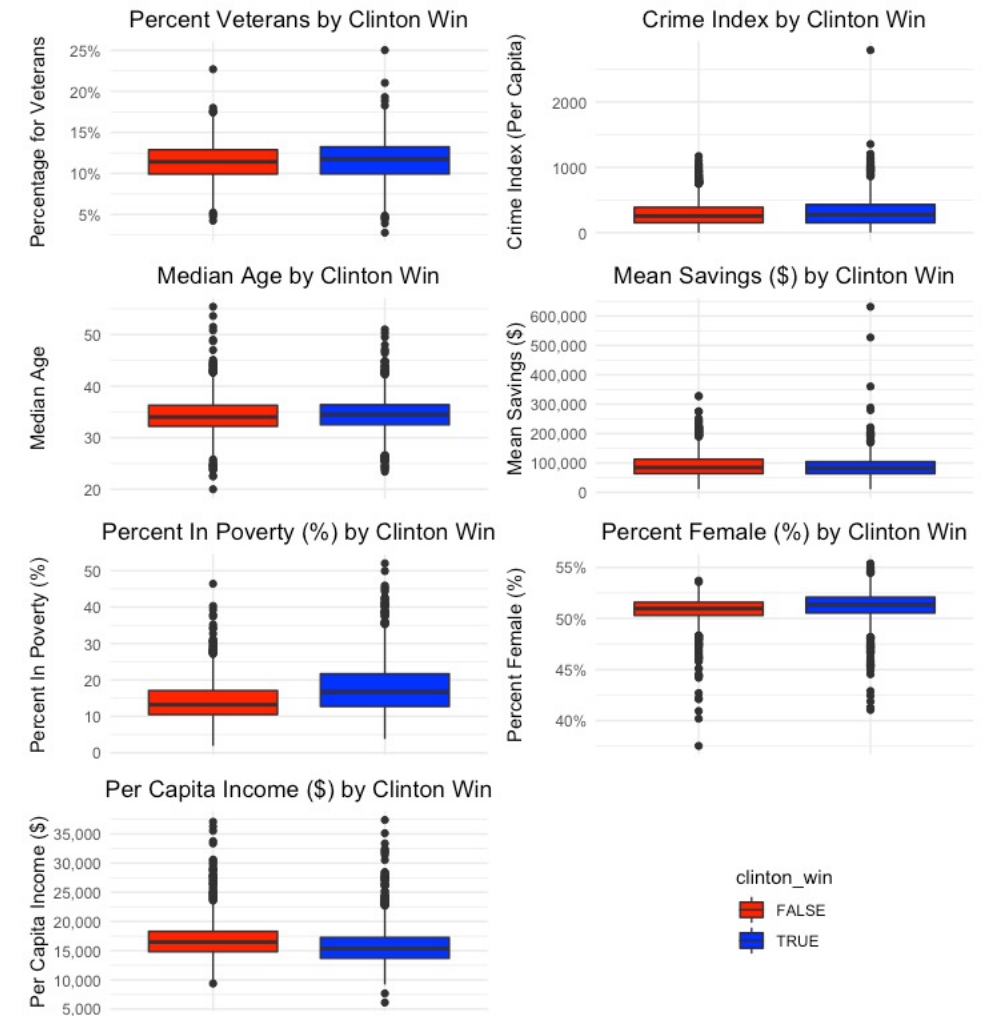 Percent Veterans by Clinton Win
Percentage for Veterans
25%
20%
15%
10%
5%
Crime Index by Clinton Win
Crime Index (Per Capita)
2000
1000
0
Median Age by Clinton Win
Median Age
50
40
30
20
Mean Savings ($) by Clinton Win
Mean Savings ($)
600,000
500,000
400,000
300,000
200,000
100,000
0
Percent In Poverty (%) by Clinton Win
Percent In Poverty (%)
50
40
30
20
10
0
Percent Female (%) by Clinton Win
Percent Female (%)
55%
50%
45%
40%
Per Capita Income ($) by Clinton Win
Per Capita Income ($)
35,000
30,000
25,000
20,000
15,000
10,000
5,000
clinton_win
FALSE
TRUE